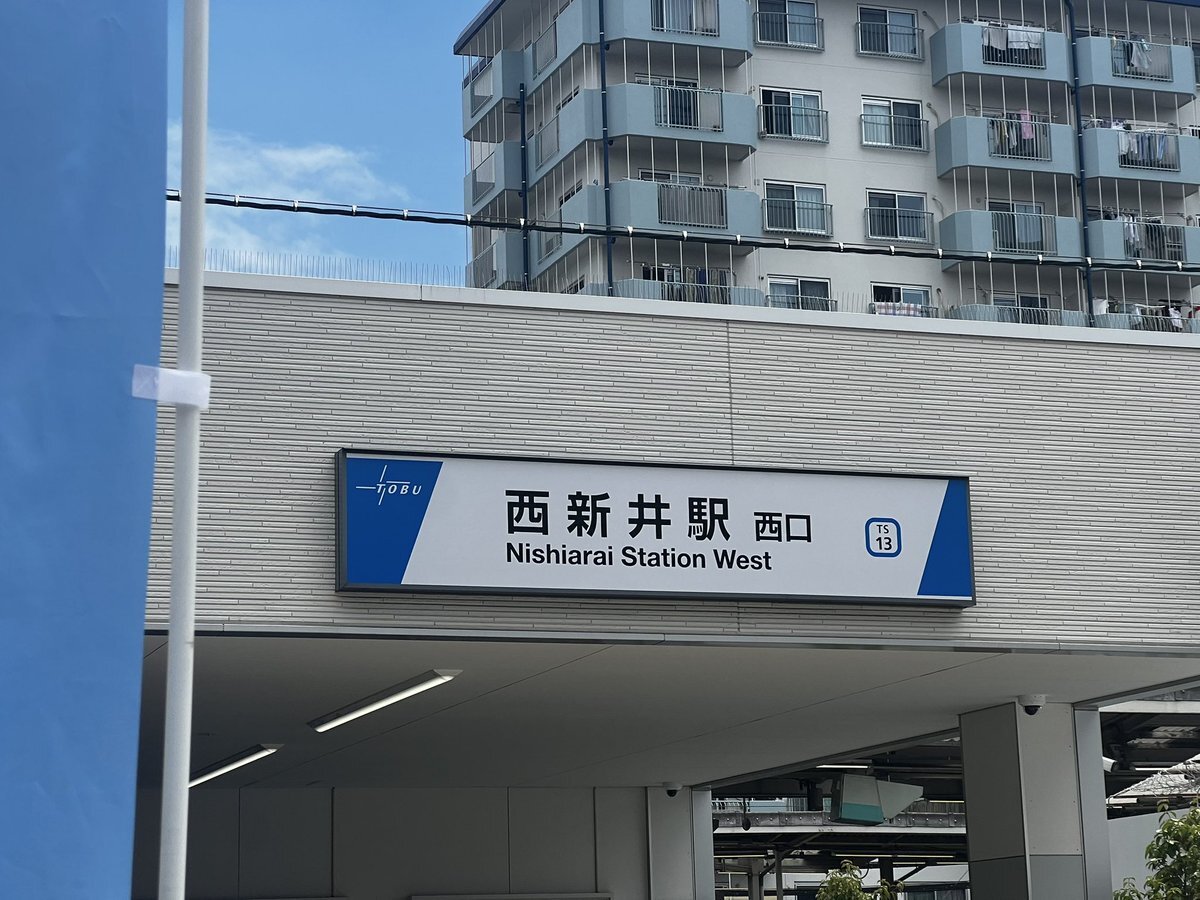 TOBU
西新井駅 西口
Nishiarai Station West
TS
13